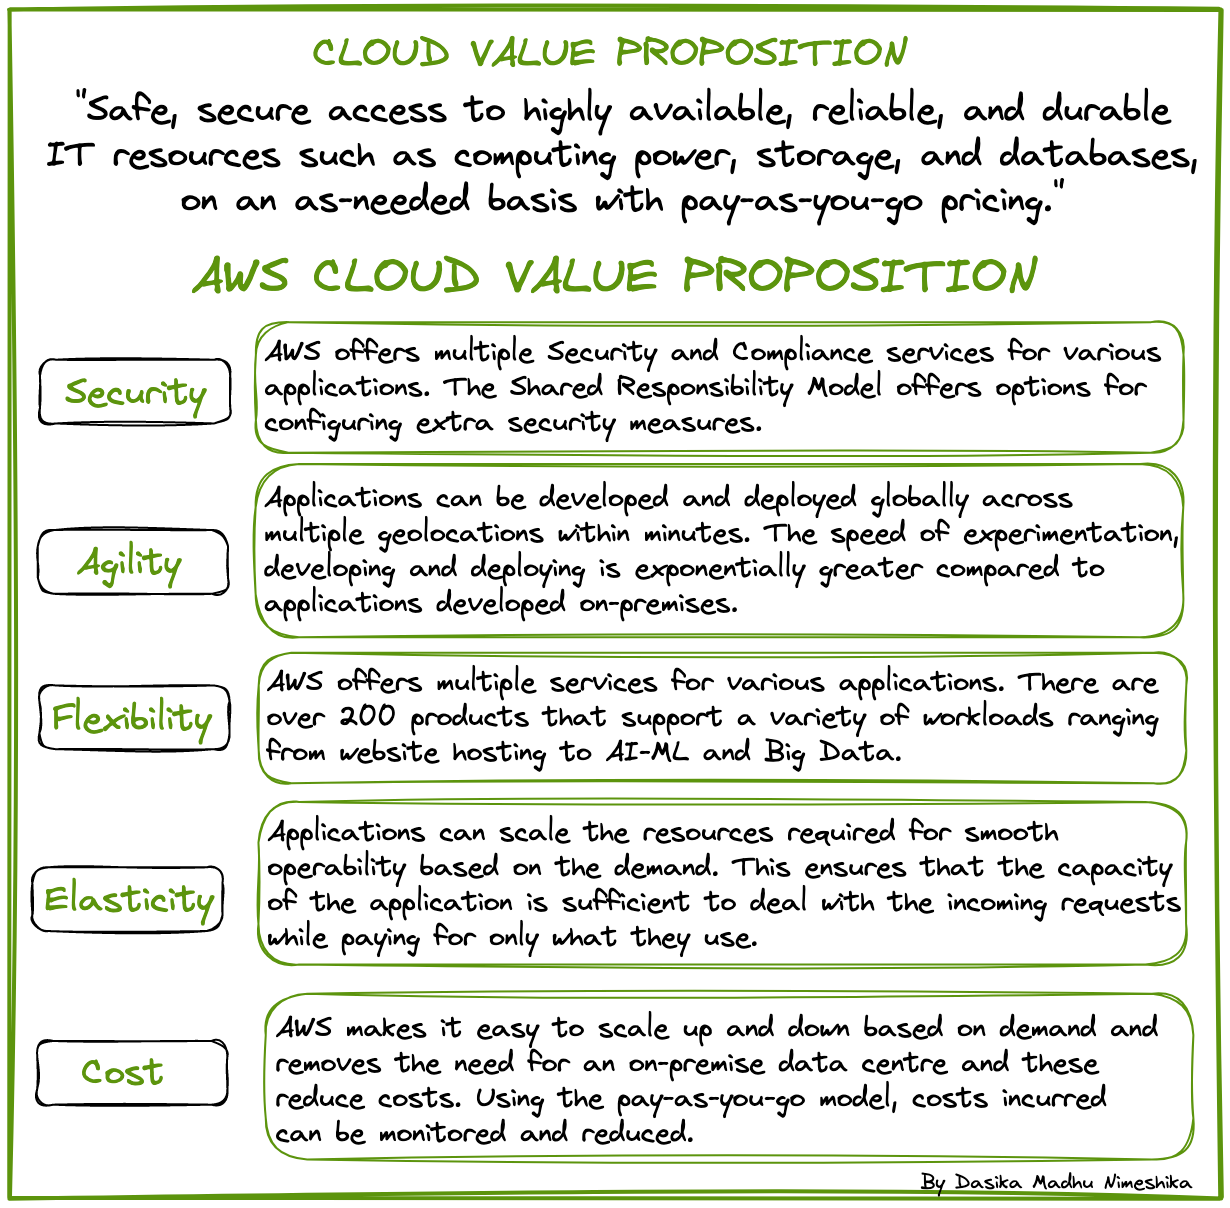 CLOUD VALUE PROPOSITION
"Safe, secure access to highly available, reliable, and durable
IT resources such as computing power, storage, and databases,
on an as-needed basis with pay-as-you-go pricing."
AWS CLOUD VALUE PROPOSITION
Security
AWS offers multiple Security and Compliance services for various
applications. The Shared Responsibility Model offers options for
configuring extra security measures.
Agility
Applications can be developed and deployed globally across
multiple geolocations within minutes. The speed of experimentation,
developing and deploying is exponentially greater compared to
applications developed on-premises.
Flexibility
AWS offers multiple services for various applications. There are
over 200 products that support a variety of workloads ranging
from website hosting to AI-ML and Big Data.
Elasticity
Applications can scale the resources required for smooth
operability based on the demand. This ensures that the capacity
of the application is sufficient to deal with the incoming requests
while paying for only what they use.
Cost
AWS makes it easy to scale up and down based on demand and
removes the need for an on-premise data centre and these
reduce costs. Using the pay-as-you-go model, costs incurred
can be monitored and reduced.
By Dasika Madhu Nimeshika